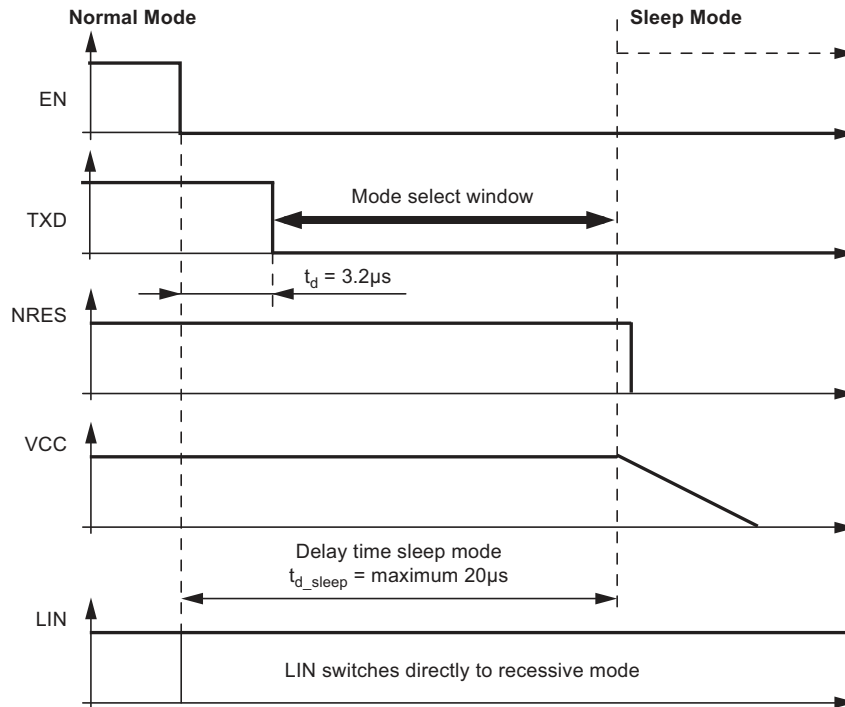 Normal Mode
Sleep Mode
EN
TXD
Mode select window
t_d = 3.2µs
NRES
VCC
Delay time sleep mode
t_d_sleep = maximum 20µs
LIN
LIN switches directly to recessive mode